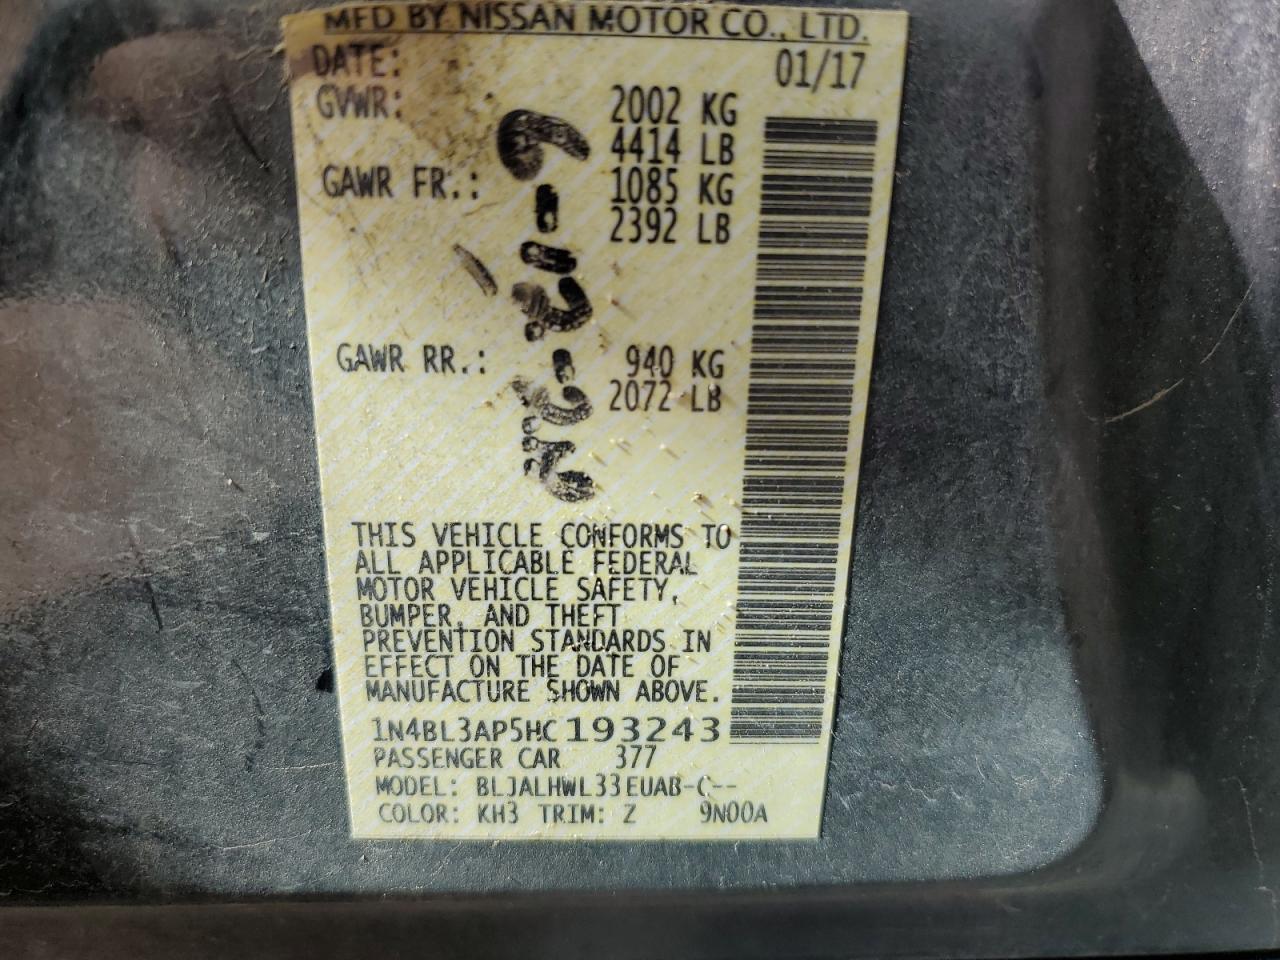 MFD BY NISSAN MOTOR CO., LTD.
DATE: 01/17
GVWR: 2002 KG
4414 LB
GAWR FR.: 1085 KG
2392 LB
GAWR RR.: 940 KG
2072 LB
THIS VEHICLE CONFORMS TO
ALL APPLICABLE FEDERAL
MOTOR VEHICLE SAFETY,
BUMPER, AND THEFT
PREVENTION STANDARDS IN
EFFECT ON THE DATE OF
MANUFACTURE SHOWN ABOVE.
1N4BL3AP5HC193243
PASSENGER CAR 377
MODEL: BLJALHWL33EUAB-C--
COLOR: KH3 TRIM: Z 9N00A